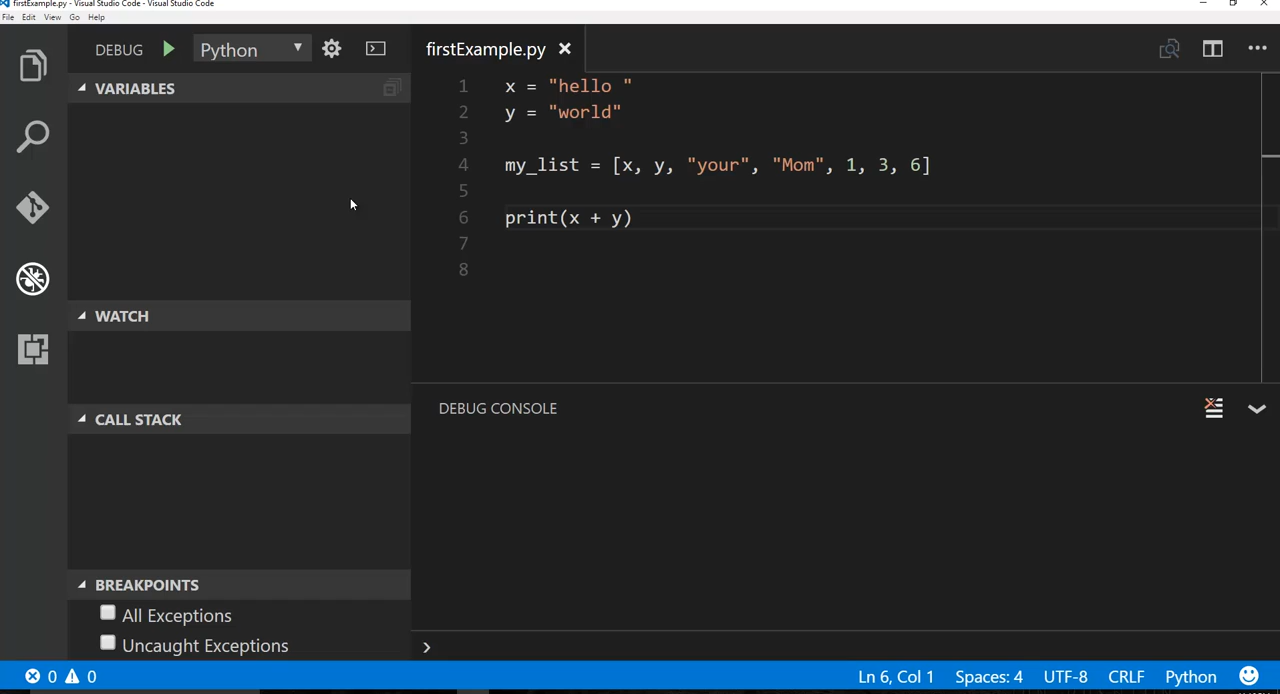 firstExample.py - Visual Studio Code - Visual Studio Code
File Edit View Go Help
DEBUG Python
VARIABLES
WATCH
CALL STACK
BREAKPOINTS
All Exceptions
Uncaught Exceptions
firstExample.py
1 x = "hello "
2 y = "world"
3
4 my_list = [x, y, "your", "Mom", 1, 3, 6]
5
6 print(x + y)
7
8
DEBUG CONSOLE
0 0 Ln 6, Col 1 Spaces: 4 UTF-8 CRLF Python